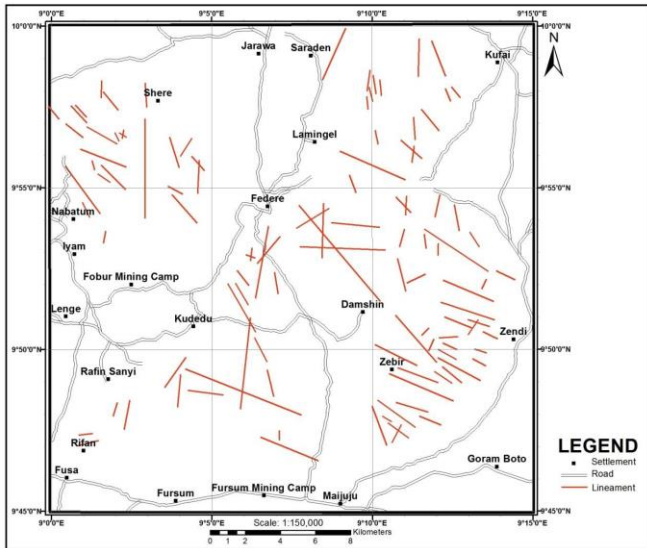 9°0'0"E 9°5'0"E 9°10'0"E 9°15'0"E
10°0'0"N 10°0'0"N
Jarawa
Saraden
Kufai
N
Shere
Lamingel
9°55'0"N 9°55'0"N
Federe
Nabatum
Iyam
Fobur Mining Camp
Lenge
Damshin
Kudedu
Zendi
9°50'0"N 9°50'0"N
Zebir
Rafin Sanyi
Rifan
LEGEND
Settlement
Road
Lineament
Goram Boto
Fusa
Fursum
Fursum Mining Camp
Maijuju
9°45'0"N 9°45'0"N
9°0'0"E 9°5'0"E 9°10'0"E 9°15'0"E
Scale: 1:150,000
Kilometers
0 1 2 4 6 8